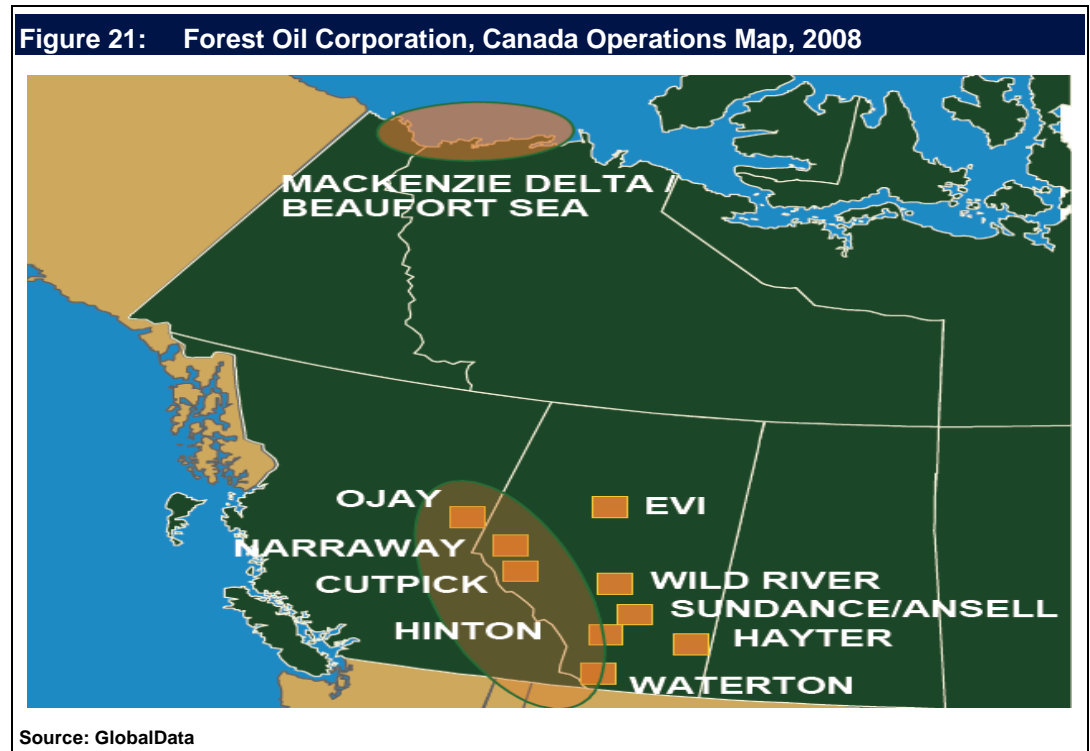 Figure 21: Forest Oil Corporation, Canada Operations Map, 2008
MACKENZIE DELTA /
BEAUFORT SEA
OJAY
EVI
NARRAWAY
CUTPICK
WILD RIVER
SUNDANCE/ANSELL
HINTON
HAYTER
WATERTON
Source: GlobalData